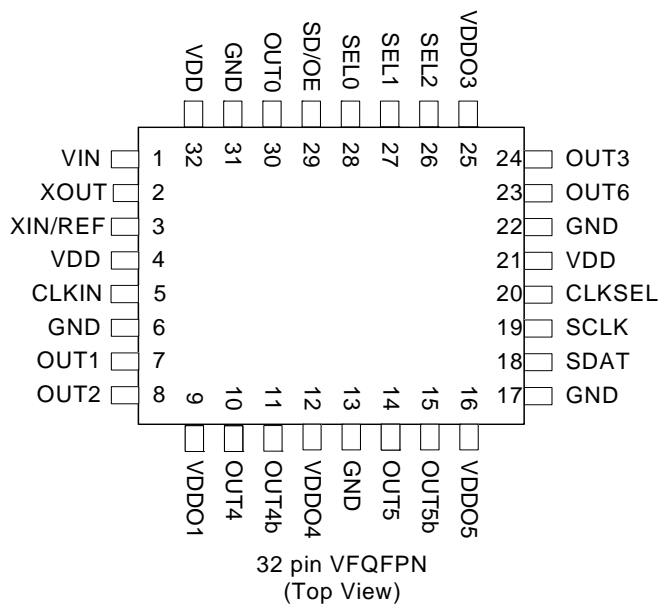 VDD
GND
OUT0
SD/OE
SEL0
SEL1
SEL2
VDDO3
32
31
30
29
28
27
26
25
VIN 1
XOUT 2
XIN/REF 3
VDD 4
CLKIN 5
GND 6
OUT1 7
OUT2 8
24 OUT3
23 OUT6
22 GND
21 VDD
20 CLKSEL
19 SCLK
18 SDAT
17 GND
9
10
11
12
13
14
15
16
VDDO1
OUT4
OUT4b
VDDO4
GND
OUT5
OUT5b
VDDO5
32 pin VFQFPN
(Top View)